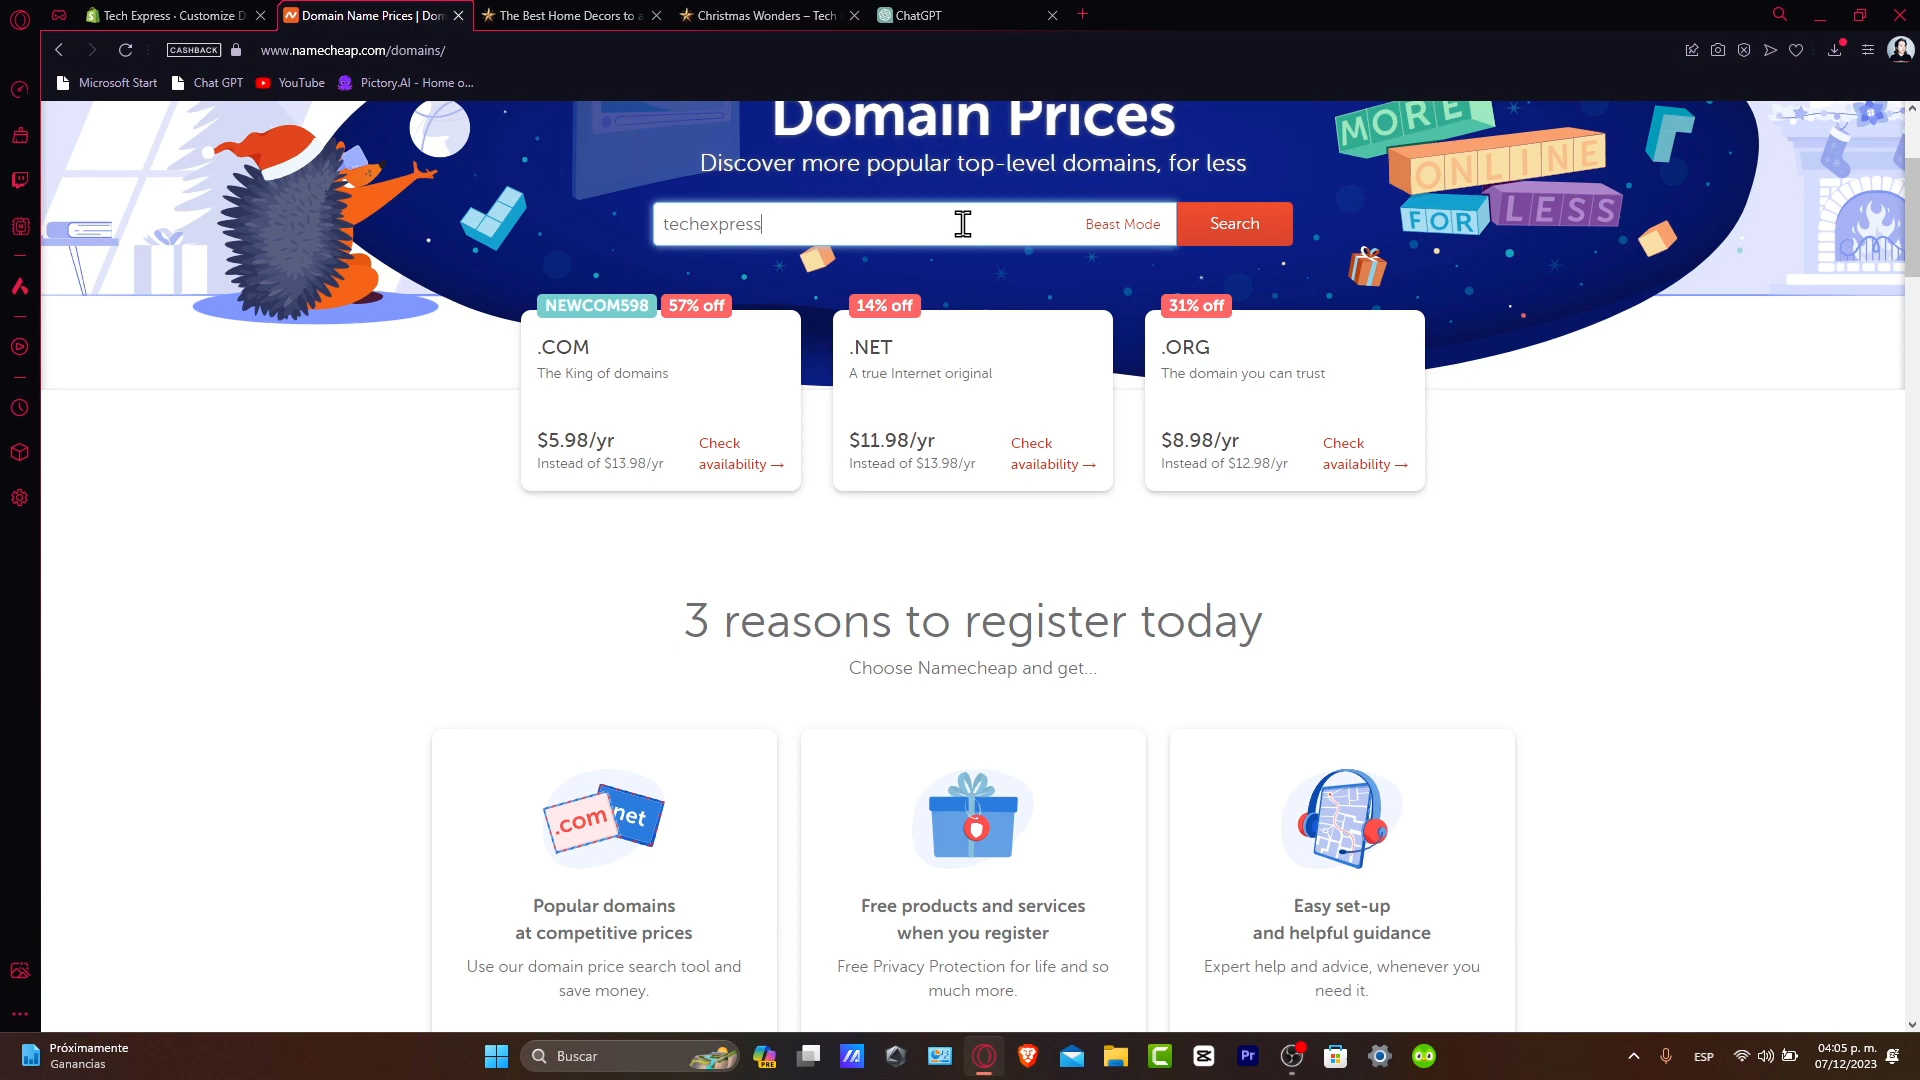 Tech Express · Customize D
Domain Name Prices | Don
The Best Home Decors to a
Christmas Wonders – Tech
ChatGPT
CASHBACK
www.namecheap.com/domains/
Microsoft Start
Chat GPT
YouTube
Pictory.AI - Home o...
Domain Prices
Discover more popular top-level domains, for less
techexpress
Beast Mode
Search
MORE
ONLINE
FOR
LESS
NEWCOM598
57% off
.COM
The King of domains
$5.98/yr
Instead of $13.98/yr
Check
availability →
14% off
.NET
A true Internet original
$11.98/yr
Instead of $13.98/yr
Check
availability →
31% off
.ORG
The domain you can trust
$8.98/yr
Instead of $12.98/yr
Check
availability →
3 reasons to register today
Choose Namecheap and get...
.com
net
Popular domains
at competitive prices
Use our domain price search tool and
save money.
Free products and services
when you register
Free Privacy Protection for life and so
much more.
Easy set-up
and helpful guidance
Expert help and advice, whenever you
need it.
Próximamente
Ganancias
Buscar
PRE
Pr
ESP
04:05 p. m.
07/12/2023